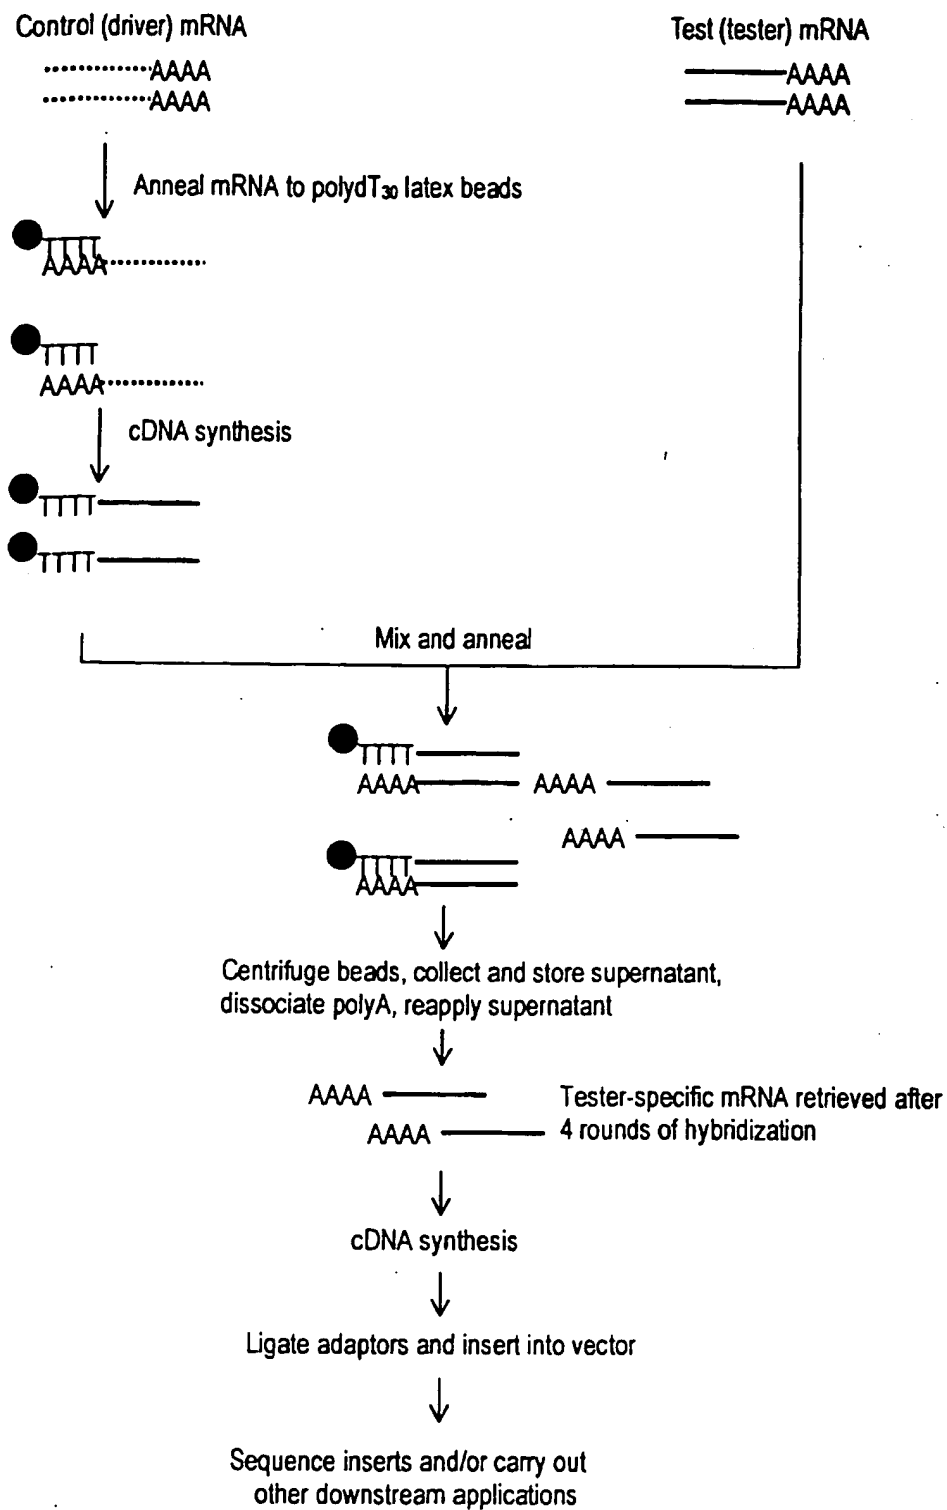 Control (driver) mRNA
Test (tester) mRNA
AAAA
AAAA
AAAA
AAAA
Anneal mRNA to polydT30 latex beads
TTTT
AAAA
TTTT
AAAA
cDNA synthesis
TTTT
TTTT
Mix and anneal
TTTT
AAAA AAAA
AAAA
TTTT
AAAA
Centrifuge beads, collect and store supernatant,
dissociate polyA, reapply supernatant
AAAA
Tester-specific mRNA retrieved after
AAAA
4 rounds of hybridization
cDNA synthesis
Ligate adaptors and insert into vector
Sequence inserts and/or carry out
other downstream applications